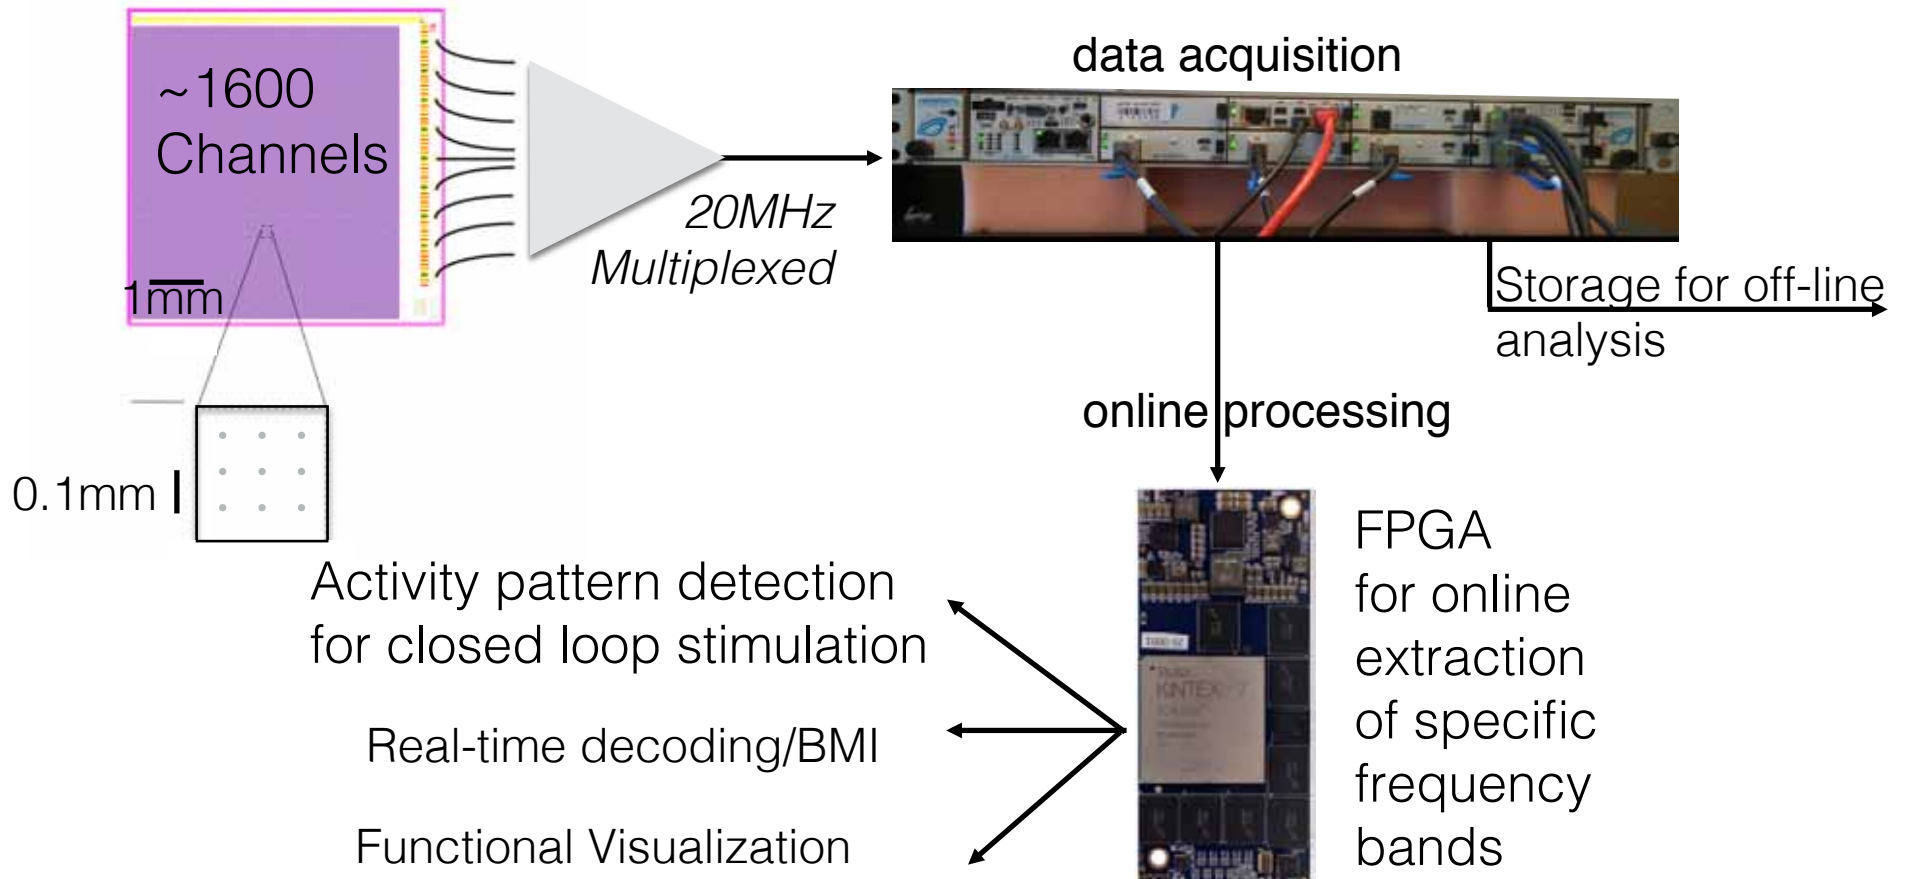 ~1600
Channels
1mm
0.1mm
20MHz
Multiplexed
data acquisition
Storage for off-line
analysis
online processing
KINTEX
FPGA
for online
extraction
of specific
frequency
bands
Activity pattern detection
for closed loop stimulation
Real-time decoding/BMI
Functional Visualization